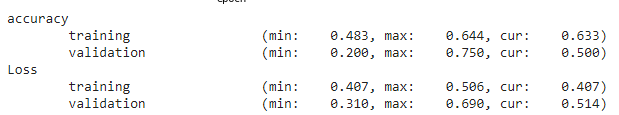 epoch
accuracy
training (min: 0.483, max: 0.644, cur: 0.633)
validation (min: 0.200, max: 0.750, cur: 0.500)
Loss
training (min: 0.407, max: 0.506, cur: 0.407)
validation (min: 0.310, max: 0.690, cur: 0.514)